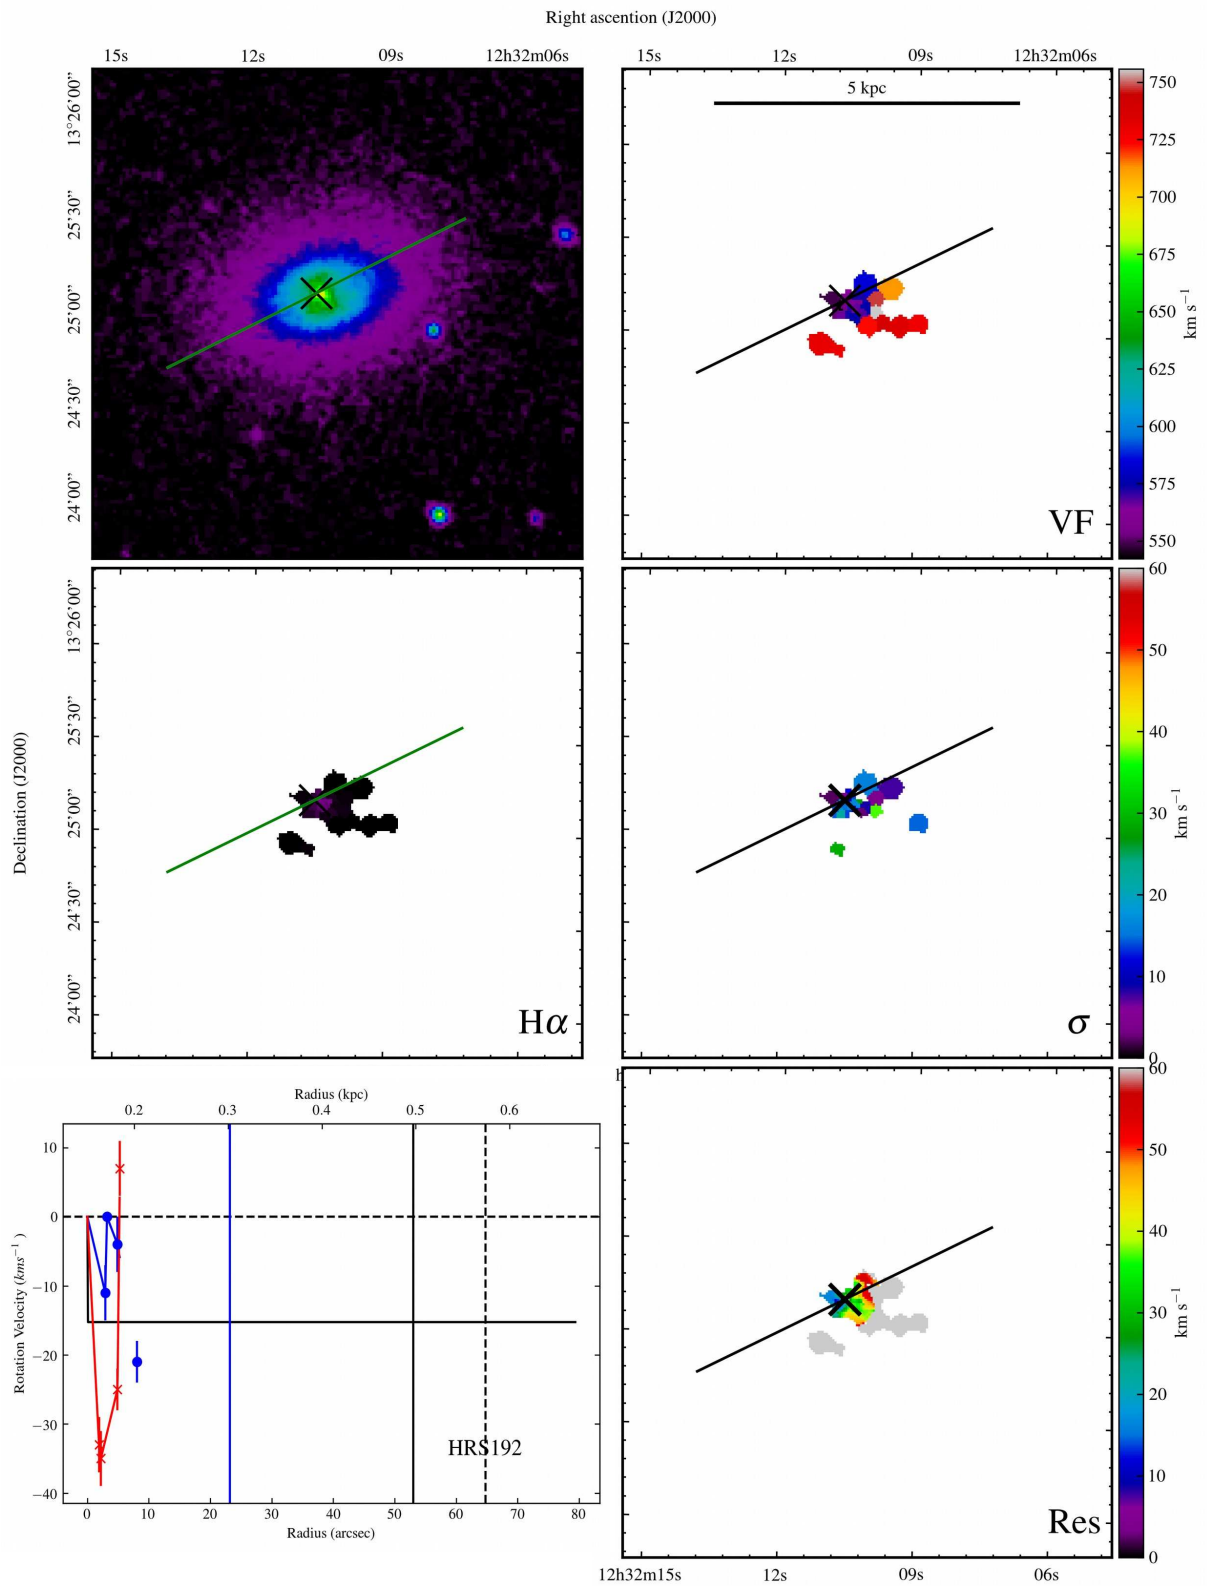 Right ascention (J2000)
15s 12s 09s 12h32m06s
15s 12s 09s 12h32m06s
13°26'00"
25'30"
25'00"
24'30"
24'00"
5 kpc
VF
750
725
700
675
650
625
600
575
550
km s⁻¹
Declination (J2000)
13°26'00"
25'30"
25'00"
24'30"
24'00"
Hα
σ
60
50
40
30
20
10
0
km s⁻¹
Radius (kpc)
0.2 0.3 0.4 0.5 0.6
Rotation Velocity (kms⁻¹ )
10
0
−10
−20
−30
−40
HRS192
0 10 20 30 40 50 60 70 80
Radius (arcsec)
Res
60
50
40
30
20
10
0
km s⁻¹
12h32m15s 12s 09s 06s